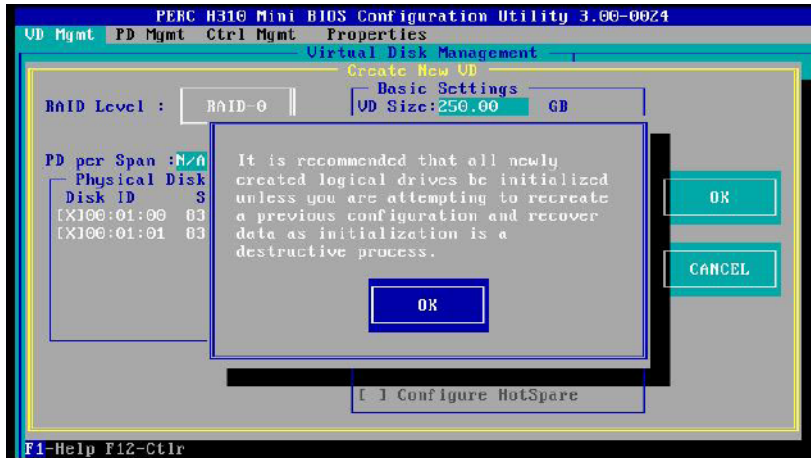 PERC H310 Mini BIOS Configuration Utility 3.00-0024
VD Mgmt PD Mgmt Ctrl Mgmt Properties
Virtual Disk Management
Create New VD
Basic Settings
RAID Level : RAID-0 VD Size:250.00 GB
PD per Span :N/A
Physical Disk
Disk ID S
[X]00:01:00 83
[X]00:01:01 83
It is recommended that all newly
created logical drives be initialized
unless you are attempting to recreate
a previous configuration and recover
data as initialization is a
destructive process.
OK
OK
CANCEL
[ ] Configure HotSpare
F1-Help F12-Ctlr